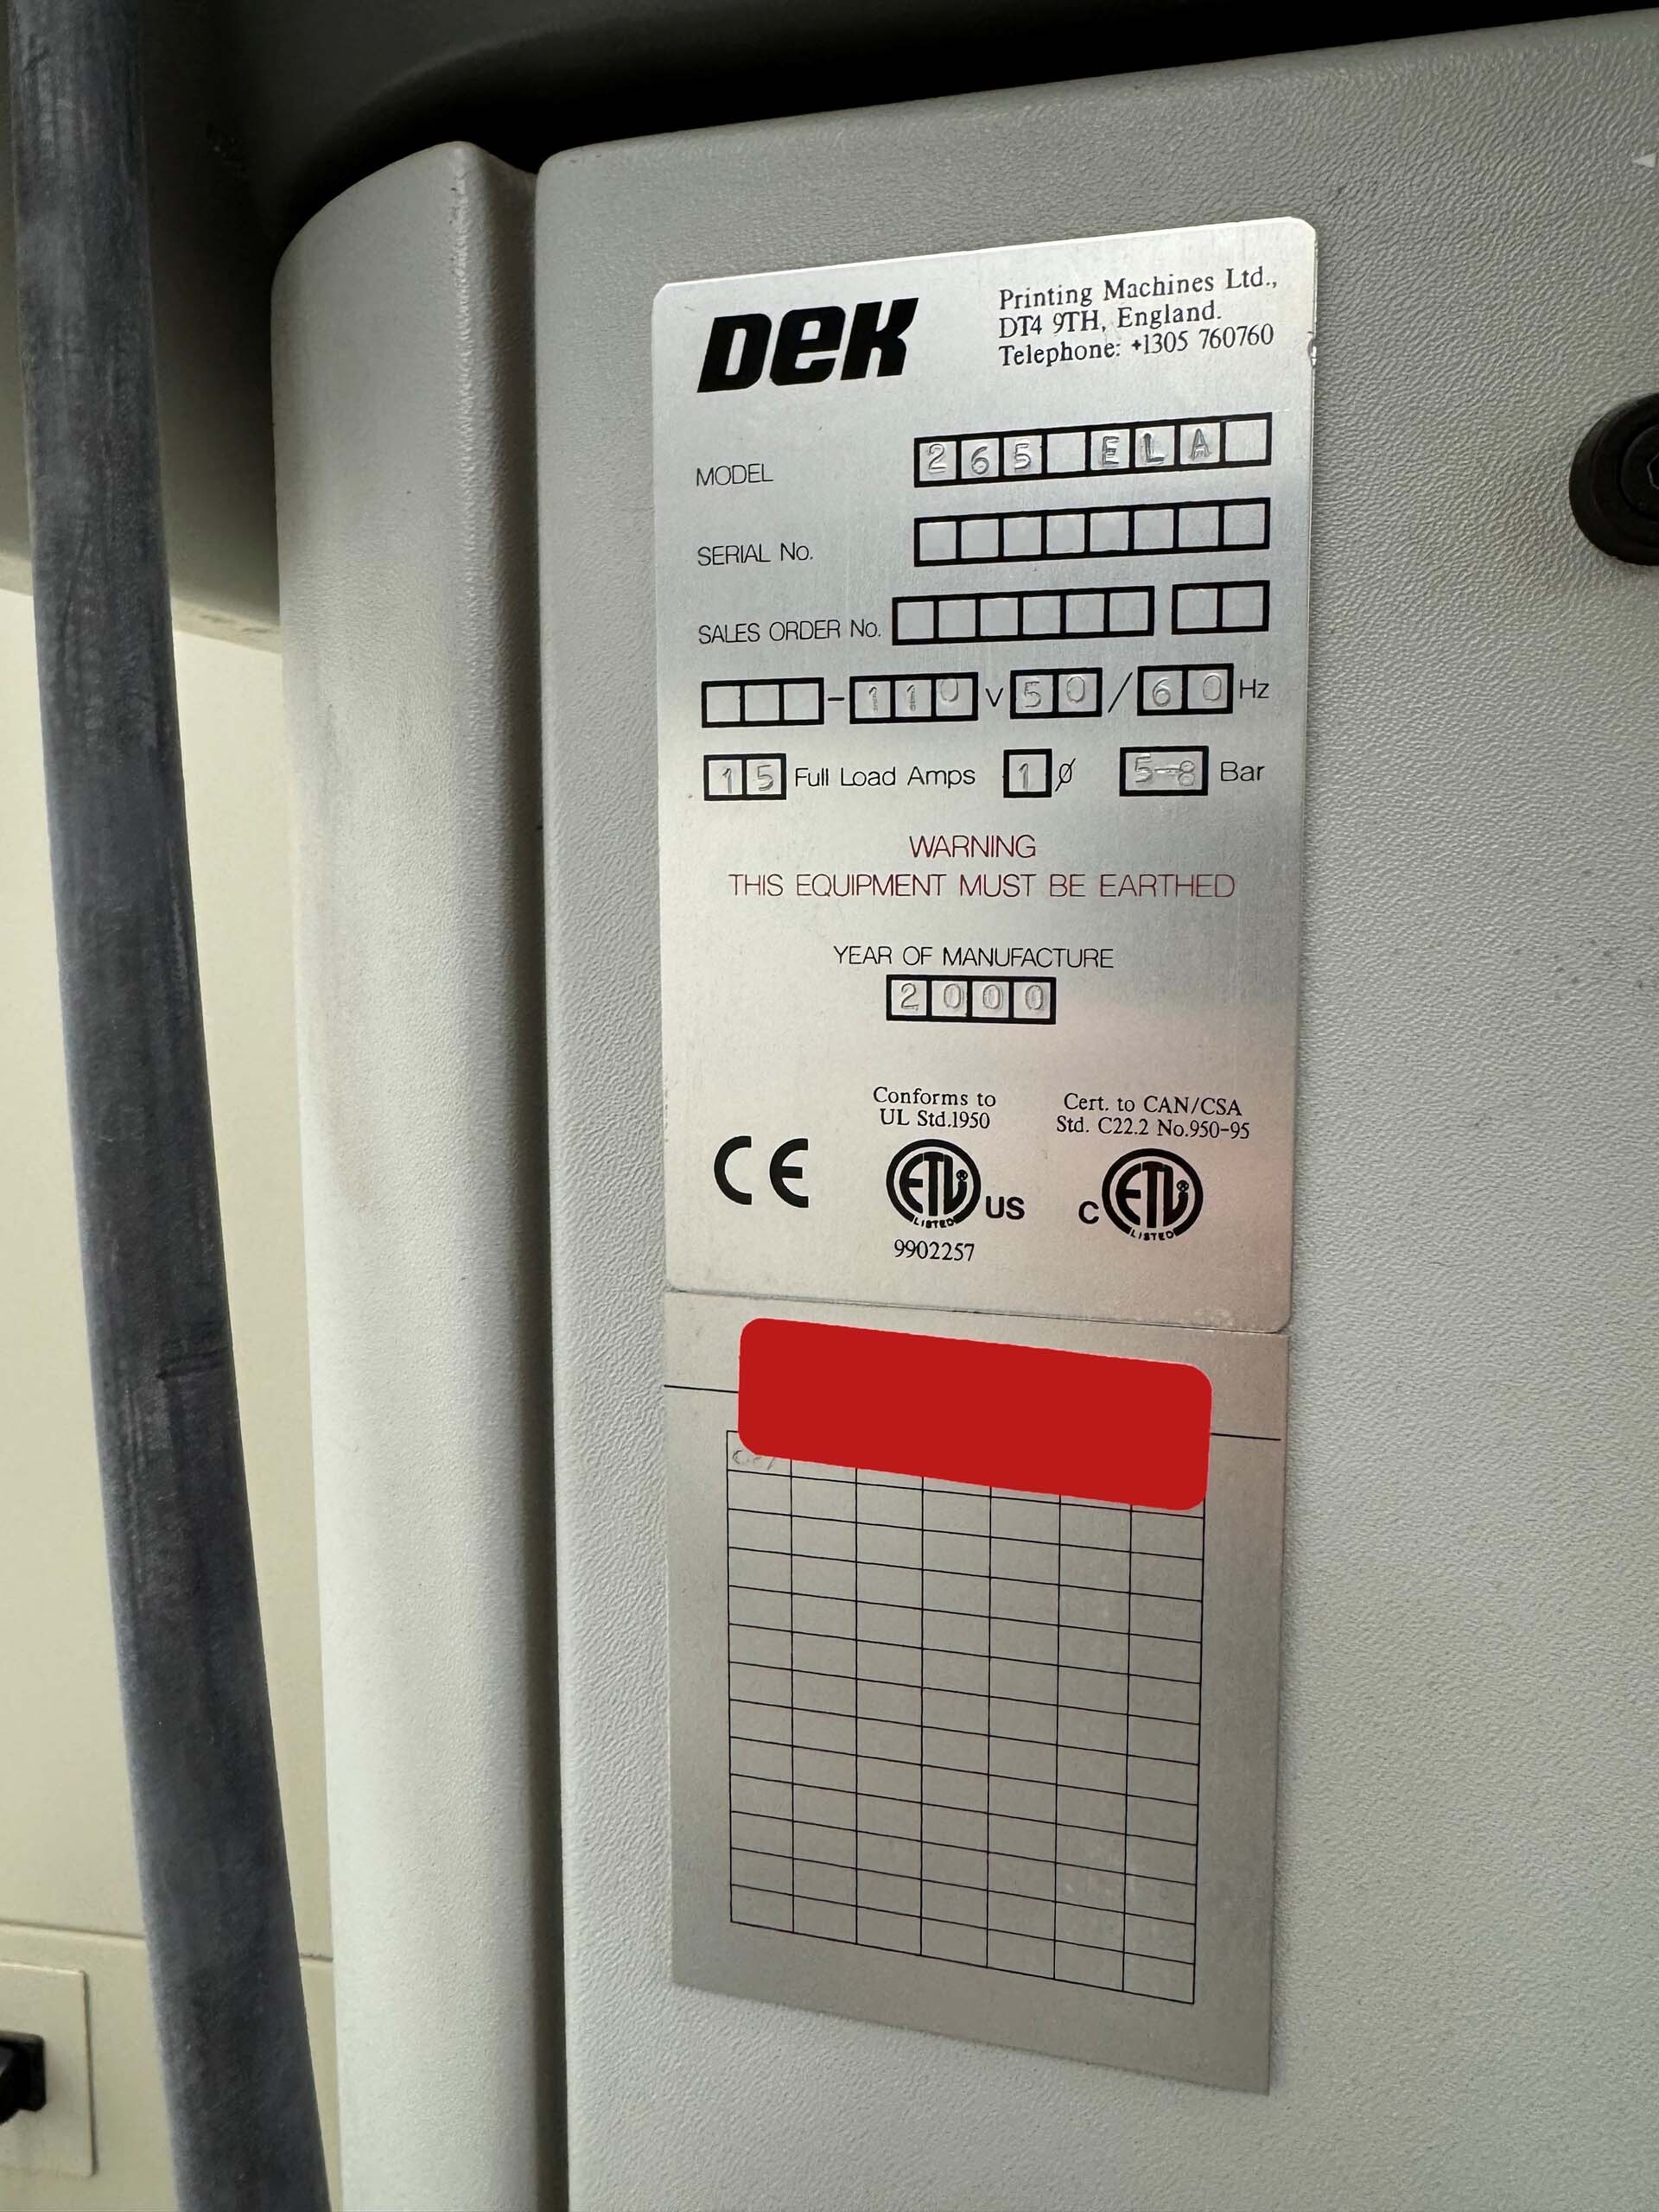 DEK
Printing Machines Ltd.,
DT4 9TH, England.
Telephone: +1305 760760
MODEL 265 ELA
SERIAL No.
SALES ORDER No.
-110 V 50/60 Hz
15 Full Load Amps 1 ø 5-8 Bar
WARNING
THIS EQUIPMENT MUST BE EARTHED
YEAR OF MANUFACTURE
2000
Conforms to
UL Std.1950
Cert. to CAN/CSA
Std. C22.2 No.950-95
CE
ETL® LISTED US
C ETL® LISTED
9902257